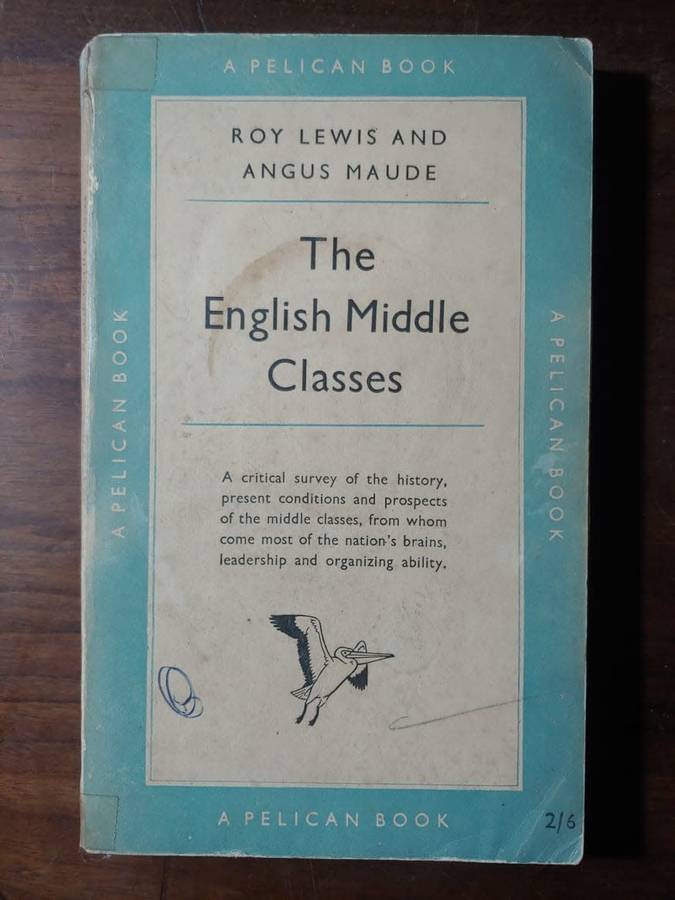 A PELICAN BOOK
ROY LEWIS AND
ANGUS MAUDE
The
English Middle
Classes
A PELICAN BOOK
A PELICAN BOOK
A critical survey of the history,
present conditions and prospects
of the middle classes, from whom
come most of the nation's brains,
leadership and organizing ability.
A PELICAN BOOK
2/6